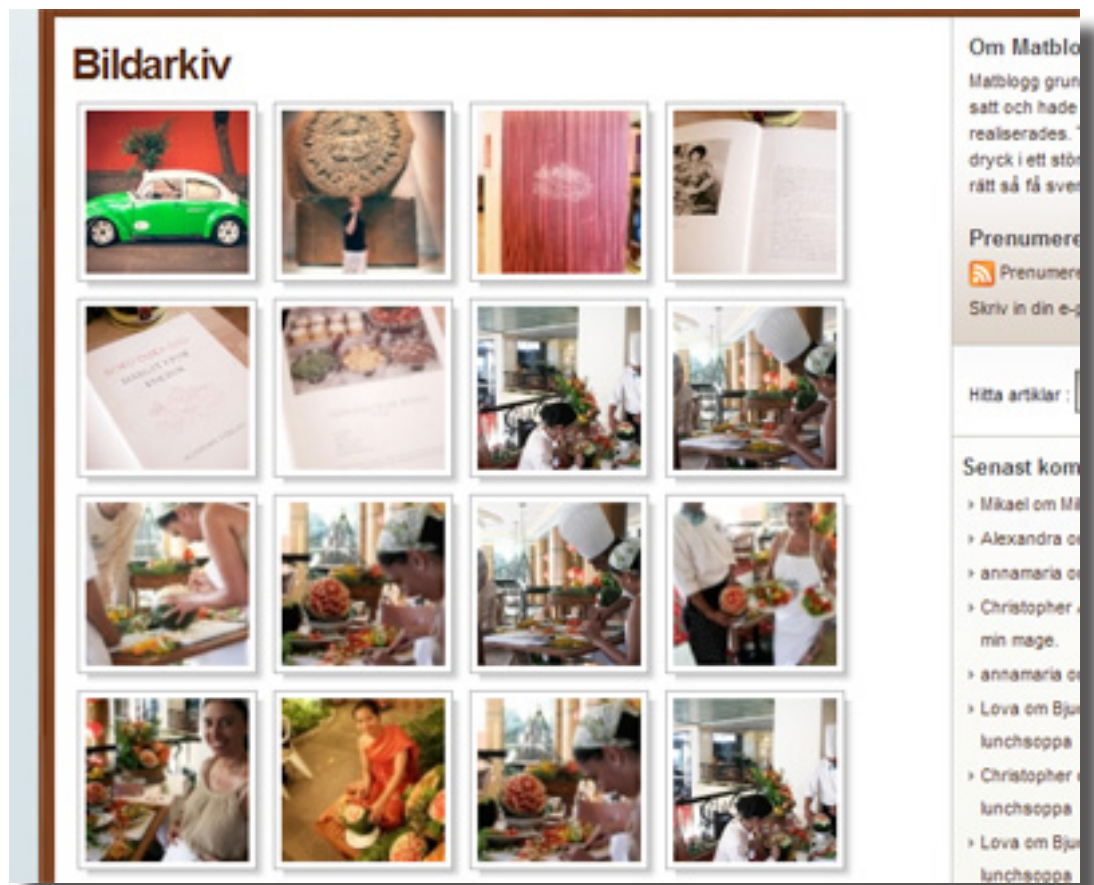 Bildarkiv
Om Matblo
Matblogg grun
satt och hade
realiserades.
dryck i ett stör
rätt så få sver
Prenumere
Prenumere
Skriv in din e-p
Hitta artiklar :
Senast kom
Mikael om Mi
Alexandra o
annamaria o
Christopher
min mage.
annamaria o
Lova om Bju
lunchsoppa
Christopher
lunchsoppa
Lova om Bju
lunchsoppa